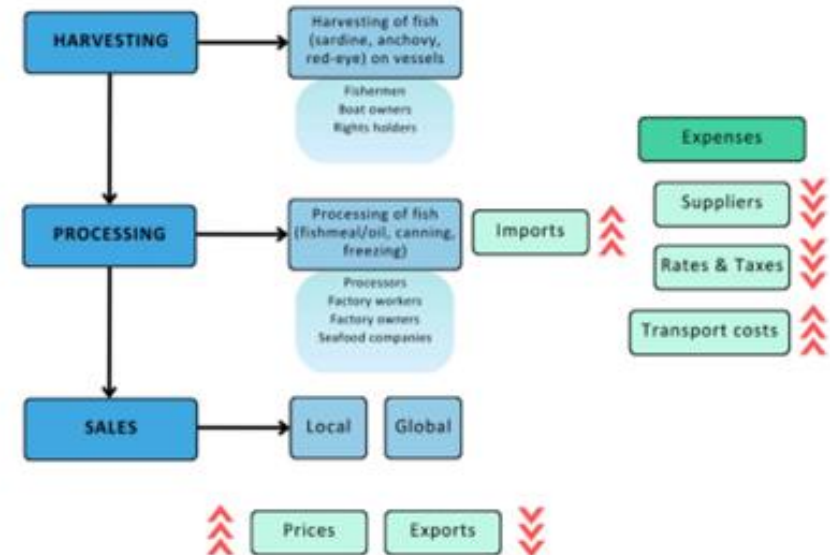 HARVESTING
Harvesting of fish
(sardine, anchovy,
red-eye) on vessels
Fishermen
Boat owners
Rights holders
Expenses
Suppliers
Rates & Taxes
Transport costs
PROCESSING
Processing of fish
(fishmeal/oil, canning,
freezing)
Imports
Processors
Factory workers
Factory owners
Seafood companies
SALES
Local
Global
Prices
Exports